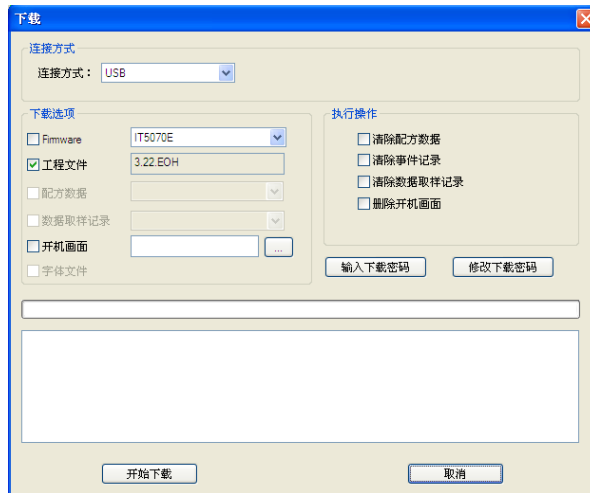 下载
连接方式
连接方式： USB
下载选项
Firmware IT5070E
工程文件 3.22.EOH
配方数据
数据取样记录
开机画面 ...
字体文件
执行操作
清除配方数据
清除事件记录
清除数据取样记录
删除开机画面
输入下载密码 修改下载密码
开始下载 取消